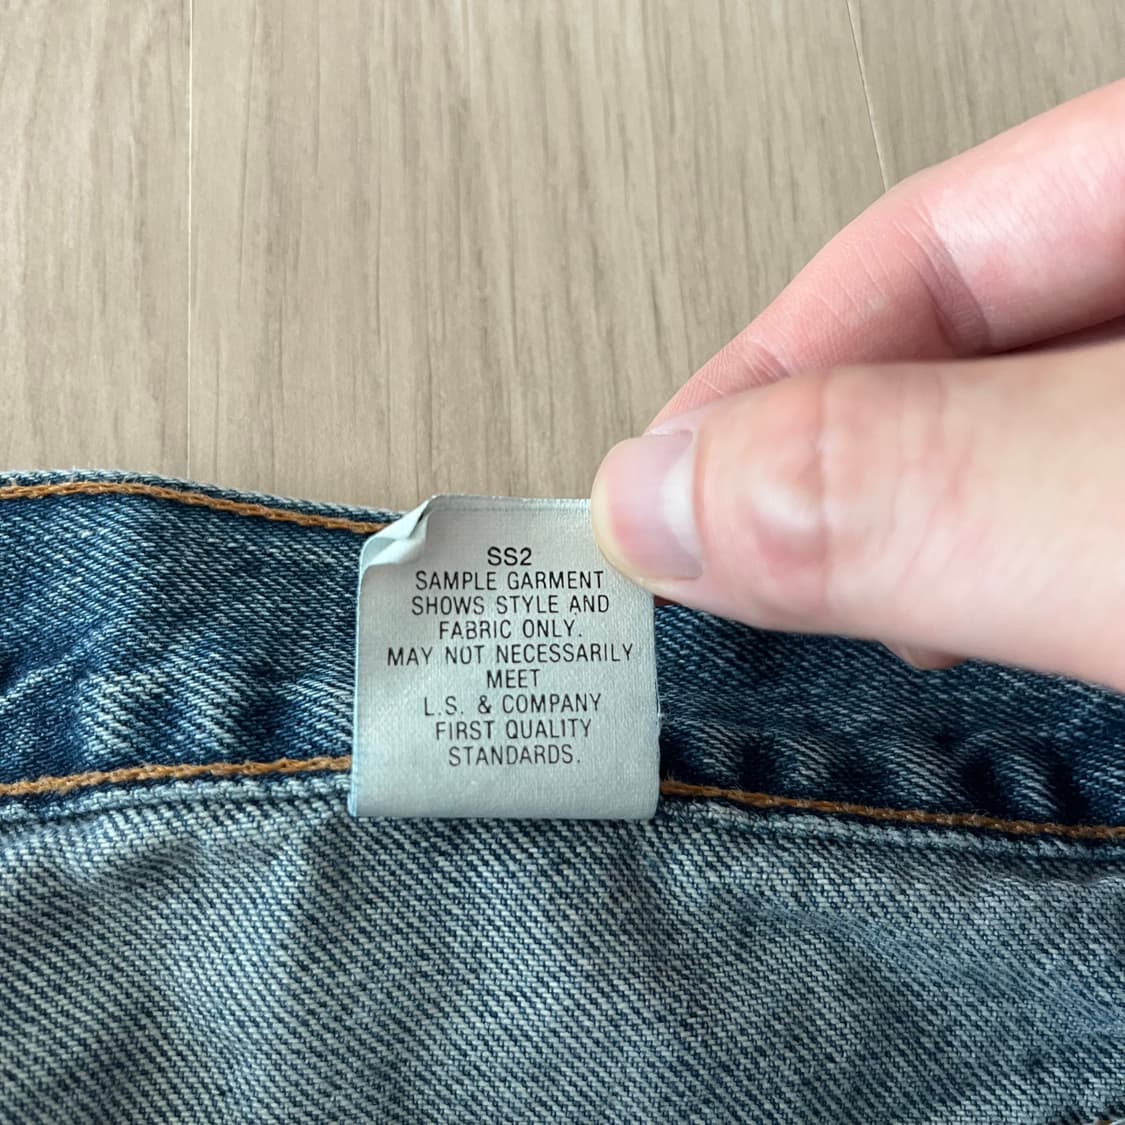 SS2
SAMPLE GARMENT
SHOWS STYLE AND
FABRIC ONLY.
MAY NOT NECESSARILY
MEET
L.S. & COMPANY
FIRST QUALITY
STANDARDS.